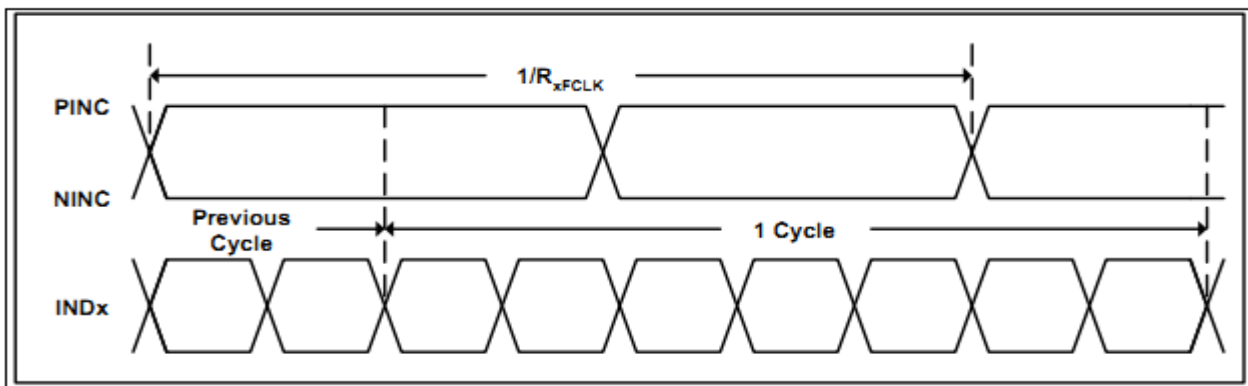 1/RxFCLK
PINC
NINC
Previous
Cycle
1 Cycle
INDx